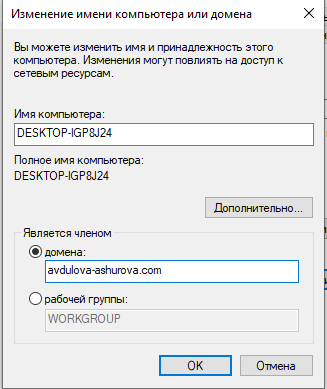 Изменение имени компьютера или домена
Вы можете изменить имя и принадлежность этого
компьютера. Изменения могут повлиять на доступ к
сетевым ресурсам.
Имя компьютера:
DESKTOP-IGP8J24
Полное имя компьютера:
DESKTOP-IGP8J24
Дополнительно...
Является членом
домена:
avdulova-ashurova.com
рабочей группы:
WORKGROUP
OK
Отмена